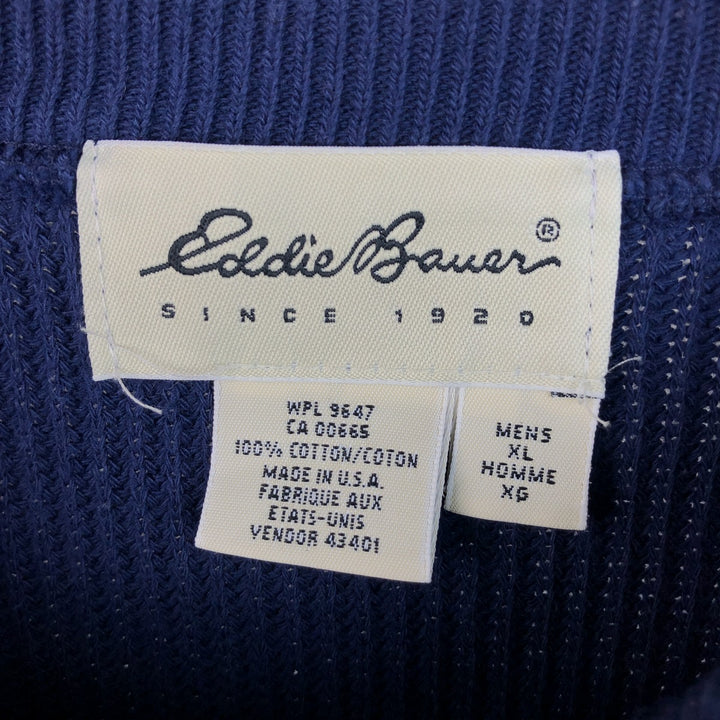 Eddie Bauer®
SINCE 1920
WPL 9647
CA 00665
100% COTTON/COTON
MADE IN U.S.A.
FABRIQUE AUX
ETATS-UNIS
VENDOR 43401
MENS
XL
HOMME
XG